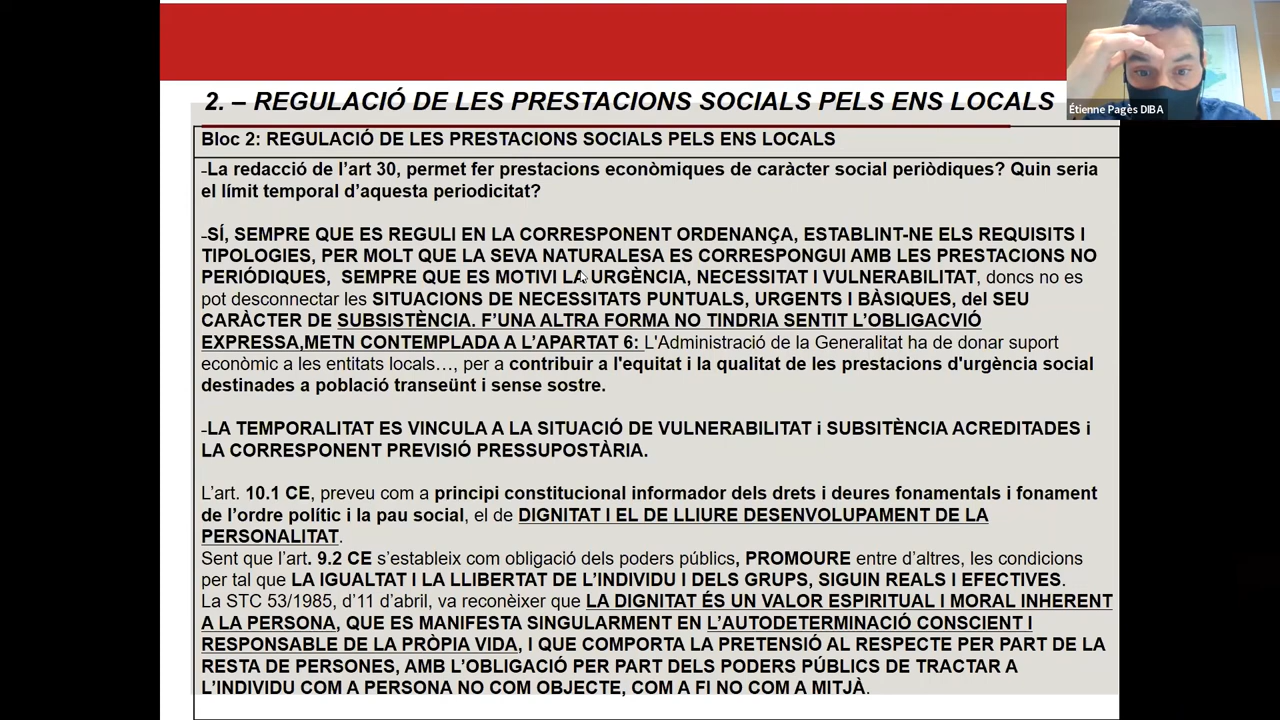 2. – REGULACIÓ DE LES PRESTACIONS SOCIALS PELS ENS LOCALS
Étienne Pagès DIBA
Bloc 2: REGULACIÓ DE LES PRESTACIONS SOCIALS PELS ENS LOCALS
-La redacció de l’art 30, permet fer prestacions econòmiques de caràcter social periòdiques? Quin seria
el límit temporal d’aquesta periodicitat?
-SÍ, SEMPRE QUE ES REGULI EN LA CORRESPONENT ORDENANÇA, ESTABLINT-NE ELS REQUISITS I
TIPOLOGIES, PER MOLT QUE LA SEVA NATURALESA ES CORRESPONGUI AMB LES PRESTACIONS NO
PERIÓDIQUES, SEMPRE QUE ES MOTIVI LA URGÈNCIA, NECESSITAT I VULNERABILITAT, doncs no es
pot desconnectar les SITUACIONS DE NECESSITATS PUNTUALS, URGENTS I BÀSIQUES, del SEU
CARÀCTER DE SUBSISTÈNCIA. F’UNA ALTRA FORMA NO TINDRIA SENTIT L’OBLIGACVIÓ
EXPRESSA,METN CONTEMPLADA A L’APARTAT 6: L'Administració de la Generalitat ha de donar suport
econòmic a les entitats locals…, per a contribuir a l'equitat i la qualitat de les prestacions d'urgència social
destinades a població transeünt i sense sostre.
-LA TEMPORALITAT ES VINCULA A LA SITUACIÓ DE VULNERABILITAT i SUBSITÈNCIA ACREDITADES i
LA CORRESPONENT PREVISIÓ PRESSUPOSTÀRIA.
L’art. 10.1 CE, preveu com a principi constitucional informador dels drets i deures fonamentals i fonament
de l’ordre polític i la pau social, el de DIGNITAT I EL DE LLIURE DESENVOLUPAMENT DE LA
PERSONALITAT.
Sent que l’art. 9.2 CE s’estableix com obligació dels poders públics, PROMOURE entre d’altres, les condicions
per tal que LA IGUALTAT I LA LLIBERTAT DE L’INDIVIDU I DELS GRUPS, SIGUIN REALS I EFECTIVES.
La STC 53/1985, d’11 d’abril, va reconèixer que LA DIGNITAT ÉS UN VALOR ESPIRITUAL I MORAL INHERENT
A LA PERSONA, QUE ES MANIFESTA SINGULARMENT EN L’AUTODETERMINACIÓ CONSCIENT I
RESPONSABLE DE LA PRÒPIA VIDA, I QUE COMPORTA LA PRETENSIÓ AL RESPECTE PER PART DE LA
RESTA DE PERSONES, AMB L’OBLIGACIÓ PER PART DELS PODERS PÚBLICS DE TRACTAR A
L’INDIVIDU COM A PERSONA NO COM OBJECTE, COM A FI NO COM A MITJÀ.